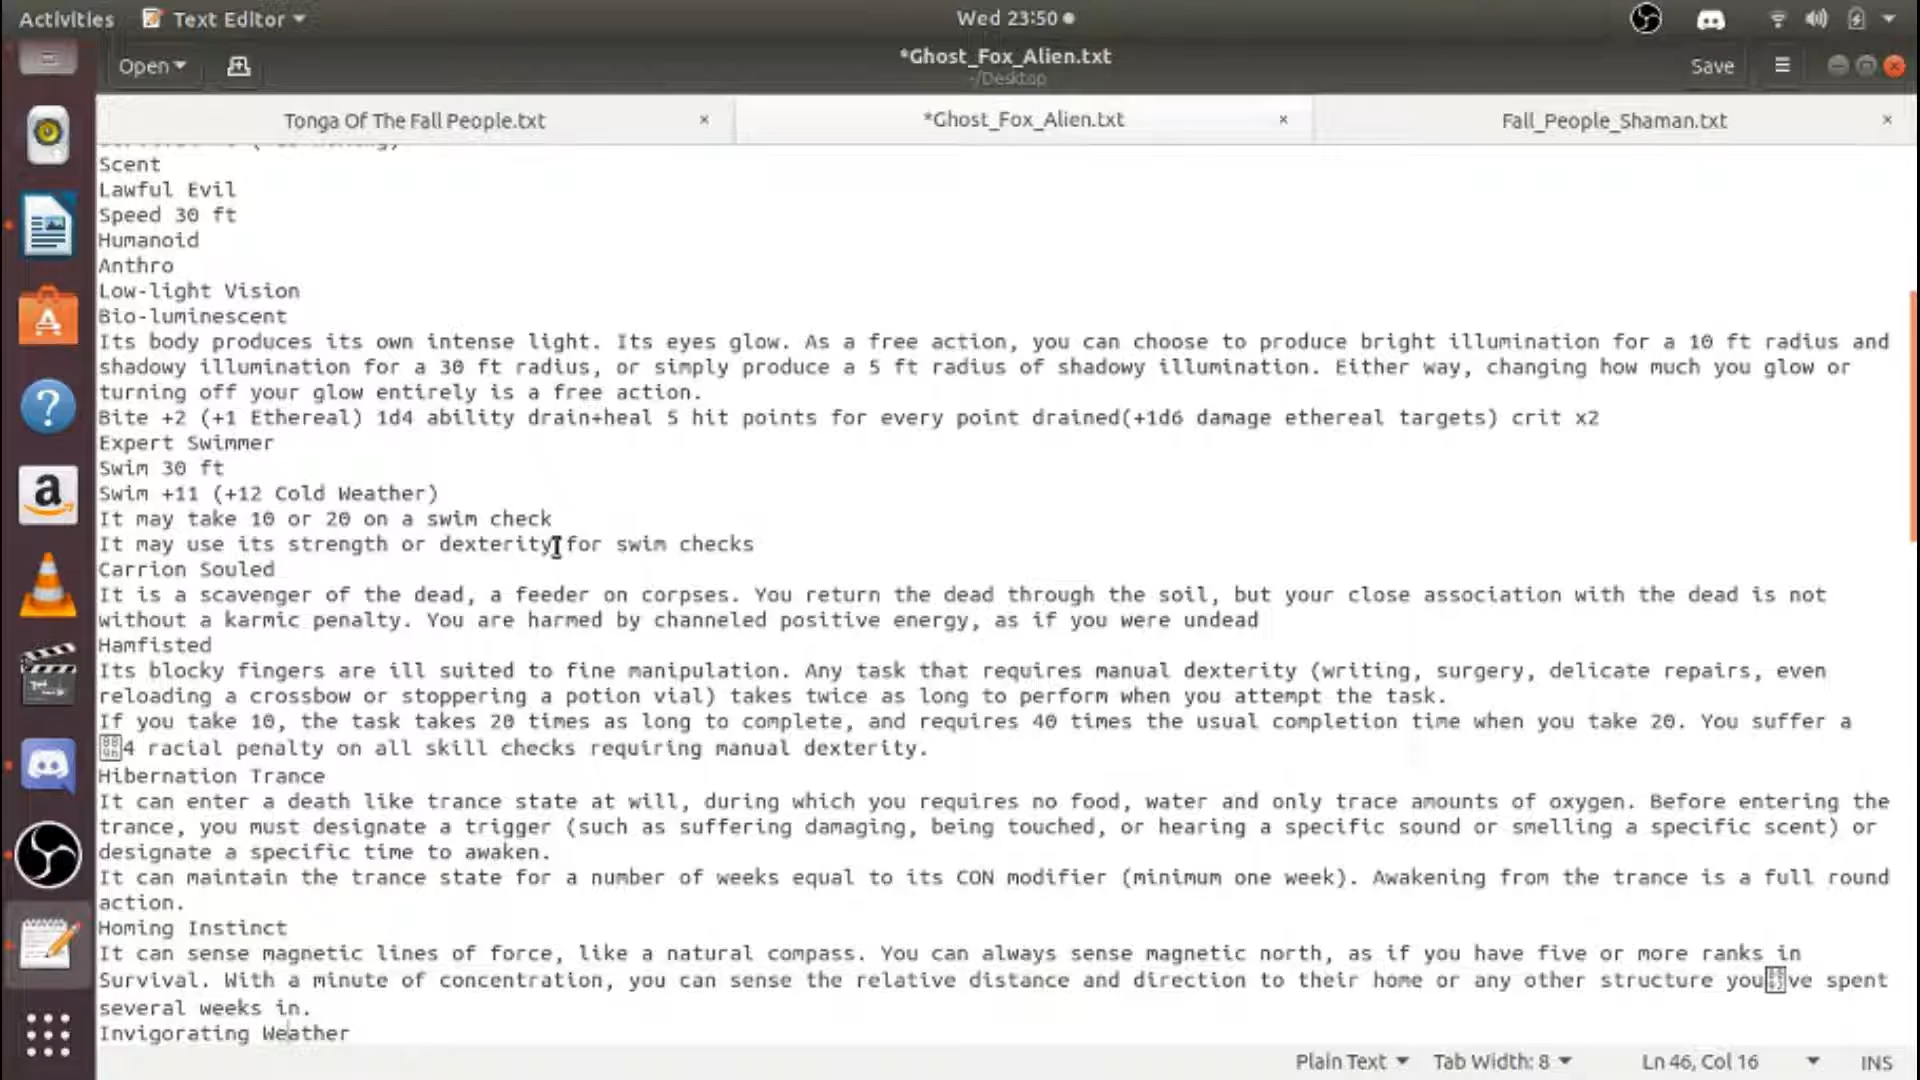 Activities
Text Editor
Wed 23:50
Open
*Ghost_Fox_Alien.txt
~/Desktop
Save
Tonga Of The Fall People.txt
*Ghost_Fox_Alien.txt
Fall_People_Shaman.txt
Scent
Lawful Evil
Speed 30 ft
Humanoid
Anthro
Low-light Vision
Bio-luminescent
Its body produces its own intense light. Its eyes glow. As a free action, you can choose to produce bright illumination for a 10 ft radius and
shadowy illumination for a 30 ft radius, or simply produce a 5 ft radius of shadowy illumination. Either way, changing how much you glow or
turning off your glow entirely is a free action.
Bite +2 (+1 Ethereal) 1d4 ability drain+heal 5 hit points for every point drained(+1d6 damage ethereal targets) crit x2
Expert Swimmer
Swim 30 ft
Swim +11 (+12 Cold Weather)
It may take 10 or 20 on a swim check
It may use its strength or dexterity for swim checks
Carrion Souled
It is a scavenger of the dead, a feeder on corpses. You return the dead through the soil, but your close association with the dead is not
without a karmic penalty. You are harmed by channeled positive energy, as if you were undead
Hamfisted
Its blocky fingers are ill suited to fine manipulation. Any task that requires manual dexterity (writing, surgery, delicate repairs, even
reloading a crossbow or stoppering a potion vial) takes twice as long to perform when you attempt the task.
If you take 10, the task takes 20 times as long to complete, and requires 40 times the usual completion time when you take 20. You suffer a
4 racial penalty on all skill checks requiring manual dexterity.
Hibernation Trance
It can enter a death like trance state at will, during which you requires no food, water and only trace amounts of oxygen. Before entering the
trance, you must designate a trigger (such as suffering damaging, being touched, or hearing a specific sound or smelling a specific scent) or
designate a specific time to awaken.
It can maintain the trance state for a number of weeks equal to its CON modifier (minimum one week). Awakening from the trance is a full round
action.
Homing Instinct
It can sense magnetic lines of force, like a natural compass. You can always sense magnetic north, as if you have five or more ranks in
Survival. With a minute of concentration, you can sense the relative distance and direction to their home or any other structure you ve spent
several weeks in.
Invigorating Weather
Plain Text
Tab Width: 8
Ln 46, Col 16
INS